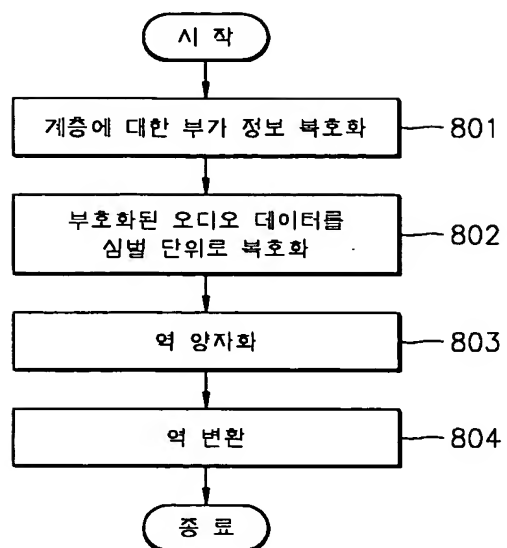 시 작
계층에 대한 부가 정보 복호화
801
부호화된 오디오 데이터를
심벌 단위로 복호화
802
역 양자화
803
역 변환
804
종 료